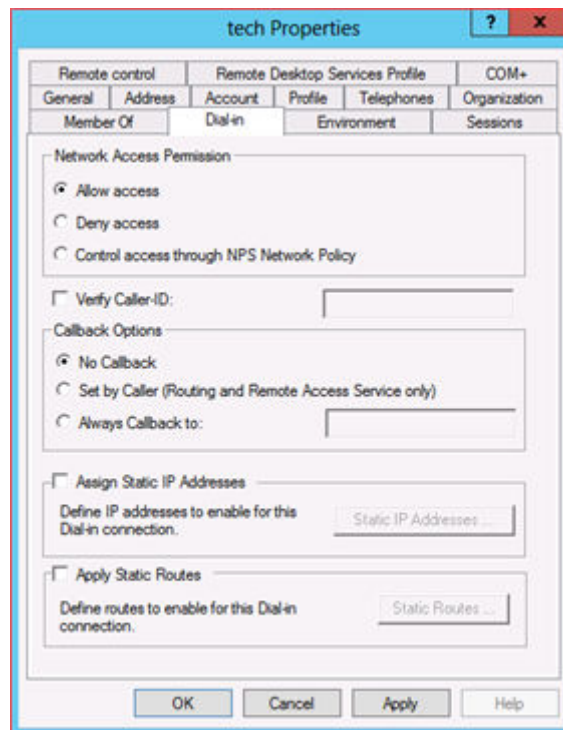 tech Properties
?
x
Remote control
Remote Desktop Services Profile
COM+
General
Address
Account
Profile
Telephones
Organization
Member Of
Dial-in
Environment
Sessions
Network Access Permission
Allow access
Deny access
Control access through NPS Network Policy
Verify Caller-ID:
Callback Options
No Callback
Set by Caller (Routing and Remote Access Service only)
Always Callback to:
Assign Static IP Addresses
Define IP addresses to enable for this
Dial-in connection.
Static IP Addresses ...
Apply Static Routes
Define routes to enable for this Dial-in
connection.
Static Routes ...
OK
Cancel
Apply
Help